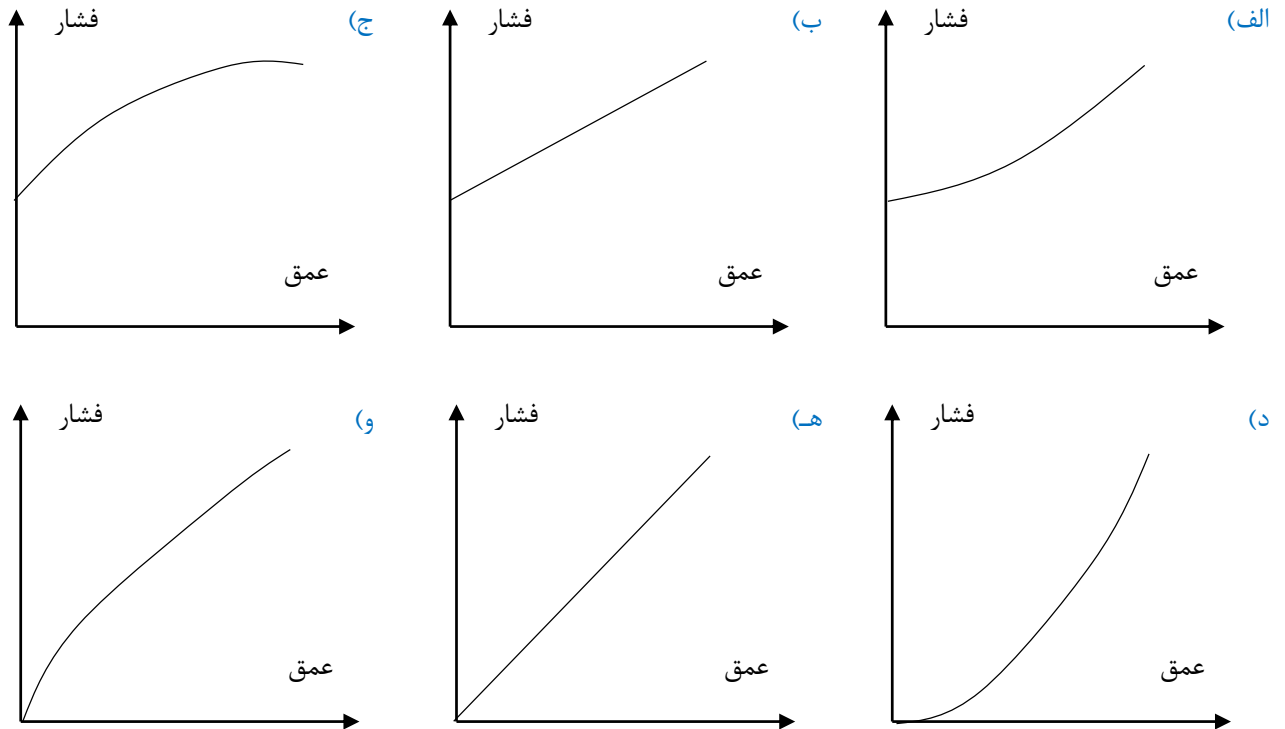 الف) فشار
عمق
ب) فشار
عمق
ج) فشار
عمق
د) فشار
عمق
هـ) فشار
عمق
و) فشار
عمق